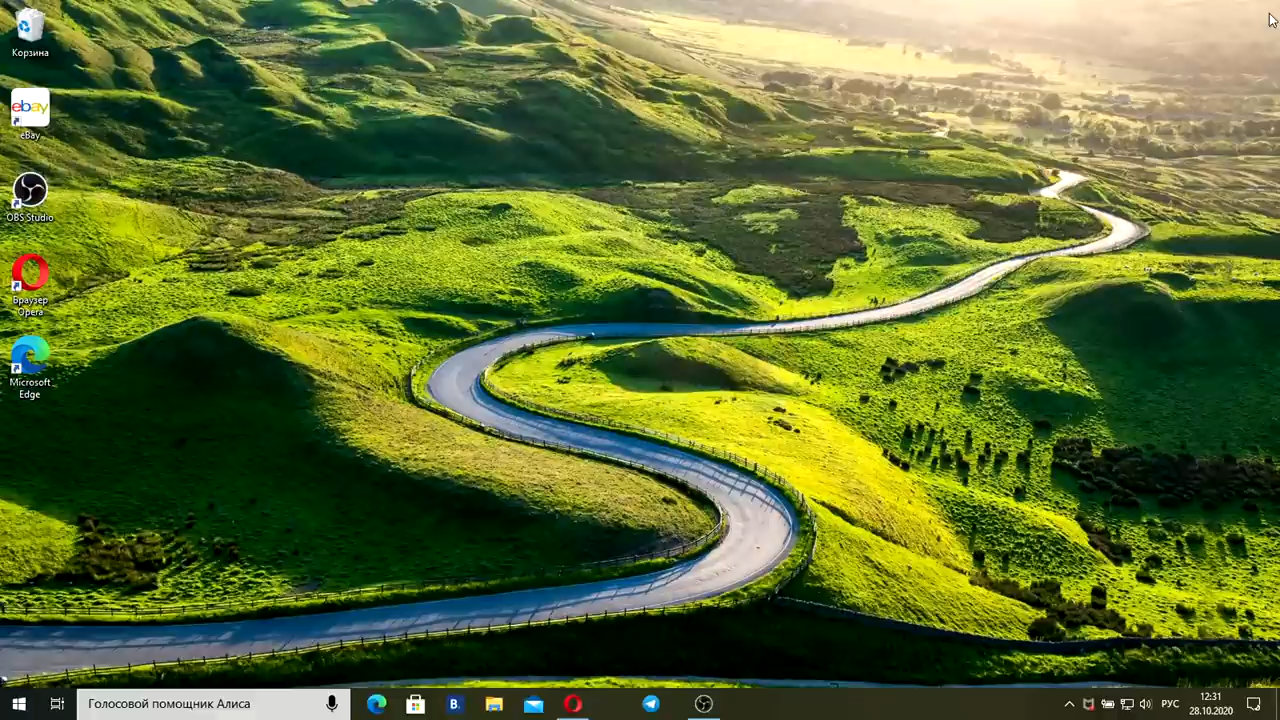 Корзина
ebay
eBay
OBS Studio
Браузер
Opera
Microsoft
Edge
Голосовой помощник Алиса
B.
РУС
12:31
28.10.2020